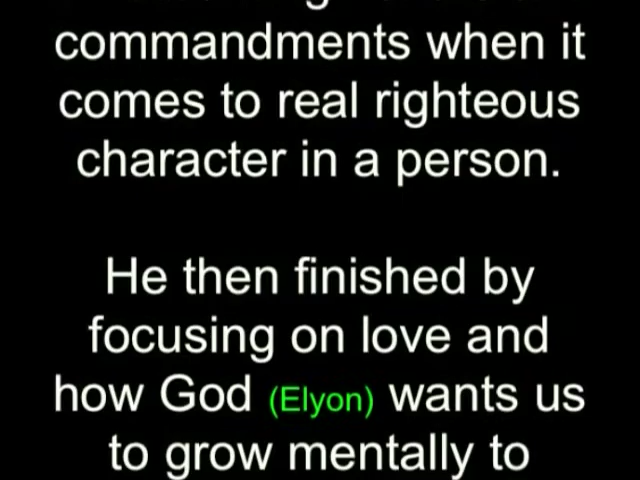 commandments when it
comes to real righteous
character in a person.
He then finished by
focusing on love and
how God (Elyon) wants us
to grow mentally to